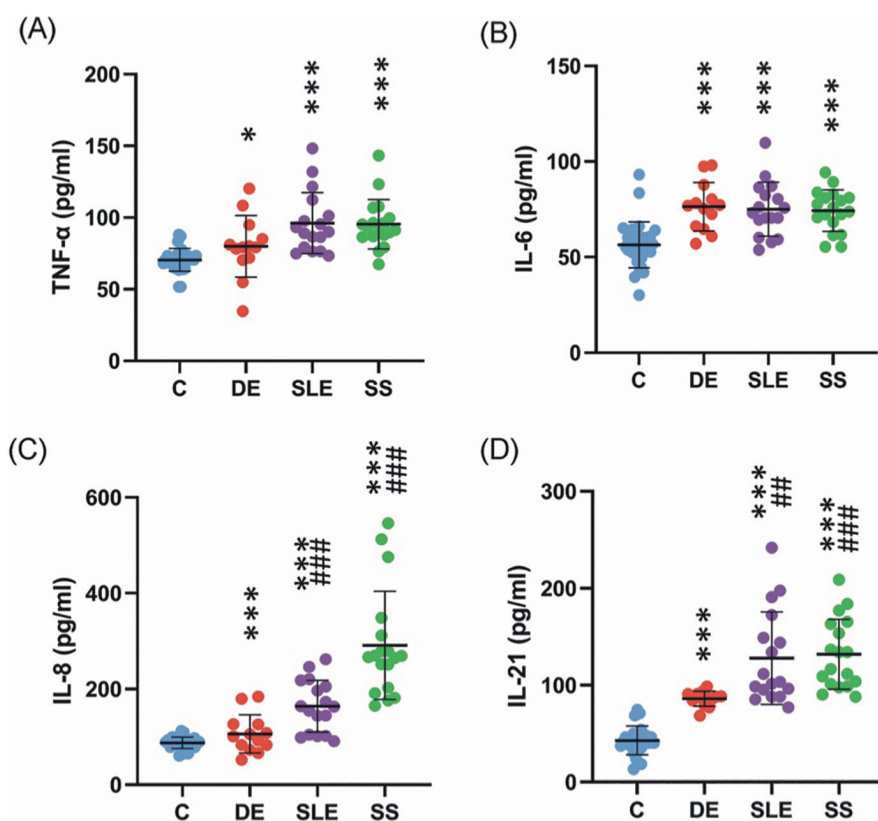 (A)
TNF-α (pg/ml)
200
150
100
50
0
*
***
***
C DE SLE SS
(B)
IL-6 (pg/ml)
150
100
50
0
***
***
***
C DE SLE SS
(C)
IL-8 (pg/ml)
600
400
200
0
***
***
###
***
###
C DE SLE SS
(D)
IL-21 (pg/ml)
300
200
100
0
***
***
##
***
###
C DE SLE SS